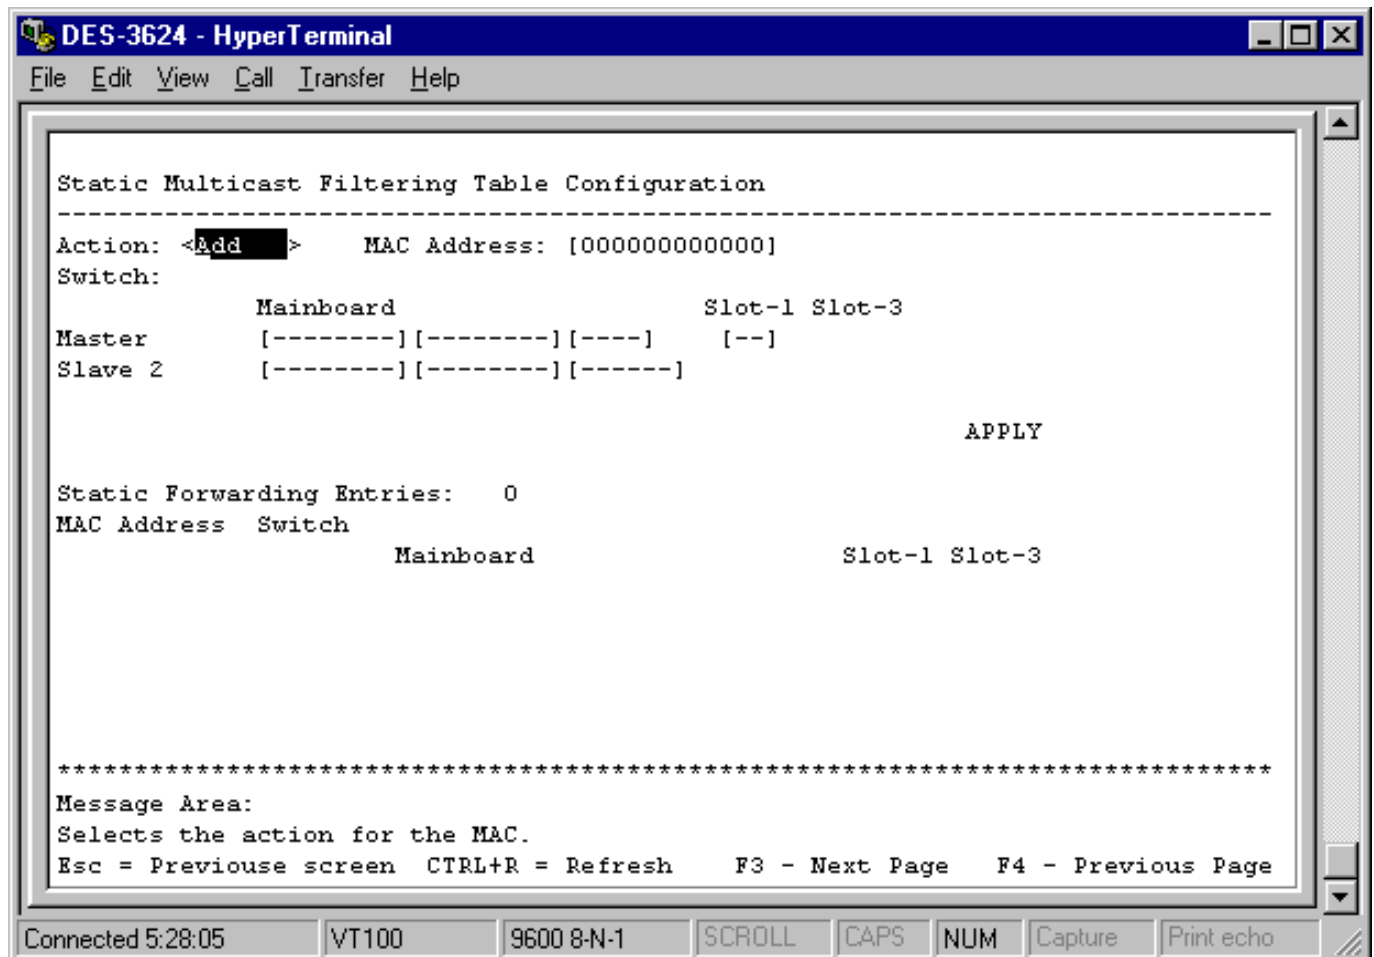 DES-3624 - HyperTerminal
File Edit View Call Transfer Help
Static Multicast Filtering Table Configuration
-------------------------------------------------------------------------------
Action: <Add   >    MAC Address: [000000000000]
Switch:
             Mainboard                    Slot-1 Slot-3
Master       [--------][--------][----]    [--]
Slave 2      [--------][--------][------]
APPLY
Static Forwarding Entries:   0
MAC Address  Switch
                      Mainboard                    Slot-1 Slot-3
*******************************************************************************
Message Area:
Selects the action for the MAC.
Esc = Previouse screen  CTRL+R = Refresh    F3 - Next Page   F4 - Previous Page
Connected 5:28:05 VT100 9600 8-N-1 SCROLL CAPS NUM Capture Print echo